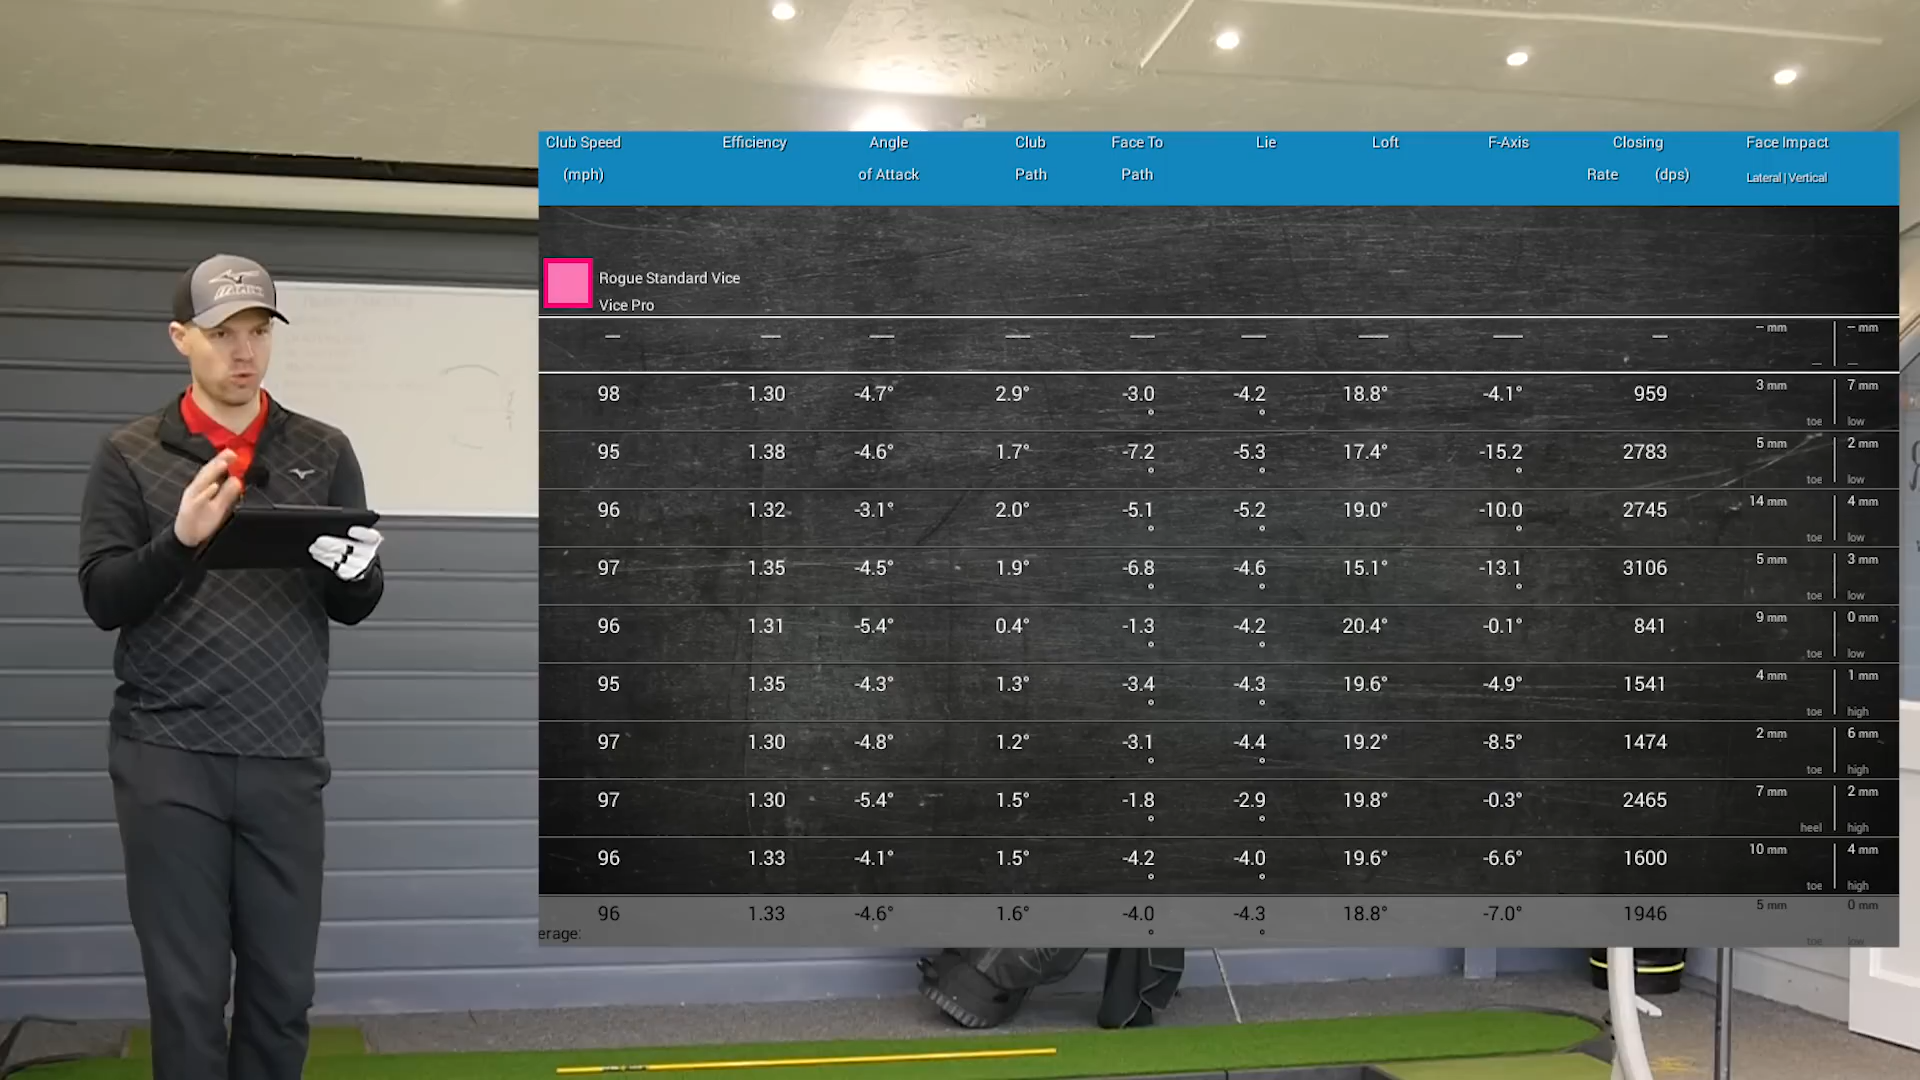 Club Speed Efficiency Angle Club Face To Lie Loft F-Axis Closing Face Impact
(mph) of Attack Path Path Rate (dps) Lateral | Vertical
Rogue Standard Vice
Vice Pro
— — — — — — — — — -- mm -- mm
— —
98 1.30 -4.7° 2.9° -3.0° -4.2° 18.8° -4.1° 959 3 mm 7 mm
toe low
95 1.38 -4.6° 1.7° -7.2° -5.3° 17.4° -15.2° 2783 5 mm 2 mm
toe low
96 1.32 -3.1° 2.0° -5.1° -5.2° 19.0° -10.0° 2745 14 mm 4 mm
toe low
97 1.35 -4.5° 1.9° -6.8° -4.6° 15.1° -13.1° 3106 5 mm 3 mm
toe low
96 1.31 -5.4° 0.4° -1.3° -4.2° 20.4° -0.1° 841 9 mm 0 mm
toe low
95 1.35 -4.3° 1.3° -3.4° -4.3° 19.6° -4.9° 1541 4 mm 1 mm
toe high
97 1.30 -4.8° 1.2° -3.1° -4.4° 19.2° -8.5° 1474 2 mm 6 mm
toe high
97 1.30 -5.4° 1.5° -1.8° -2.9° 19.8° -0.3° 2465 7 mm 2 mm
heel high
96 1.33 -4.1° 1.5° -4.2° -4.0° 19.6° -6.6° 1600 10 mm 4 mm
toe high
96 1.33 -4.6° 1.6° -4.0° -4.3° 18.8° -7.0° 1946 5 mm 0 mm
erage: toe low